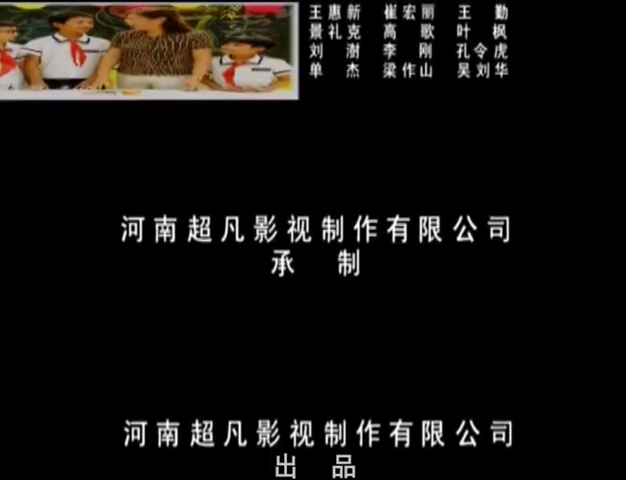 王惠新 崔宏丽 王勤
景礼克 高歌 叶枫
刘澍 李刚 孔令虎
单杰 梁作山 吴刘华
河南超凡影视制作有限公司
承制
河南超凡影视制作有限公司
出品